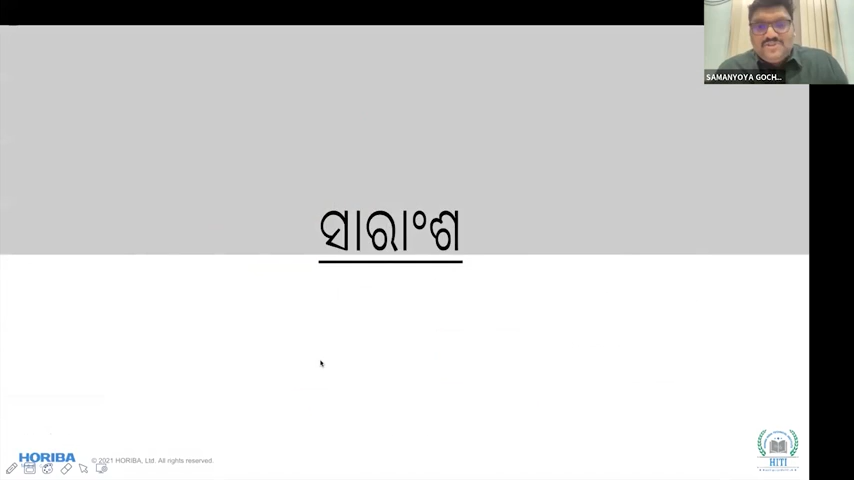 SAMANYOYA GOCH...
ସାରାଂଶ
HORIBA
© 2021 HORIBA, Ltd. All rights reserved.
HITI